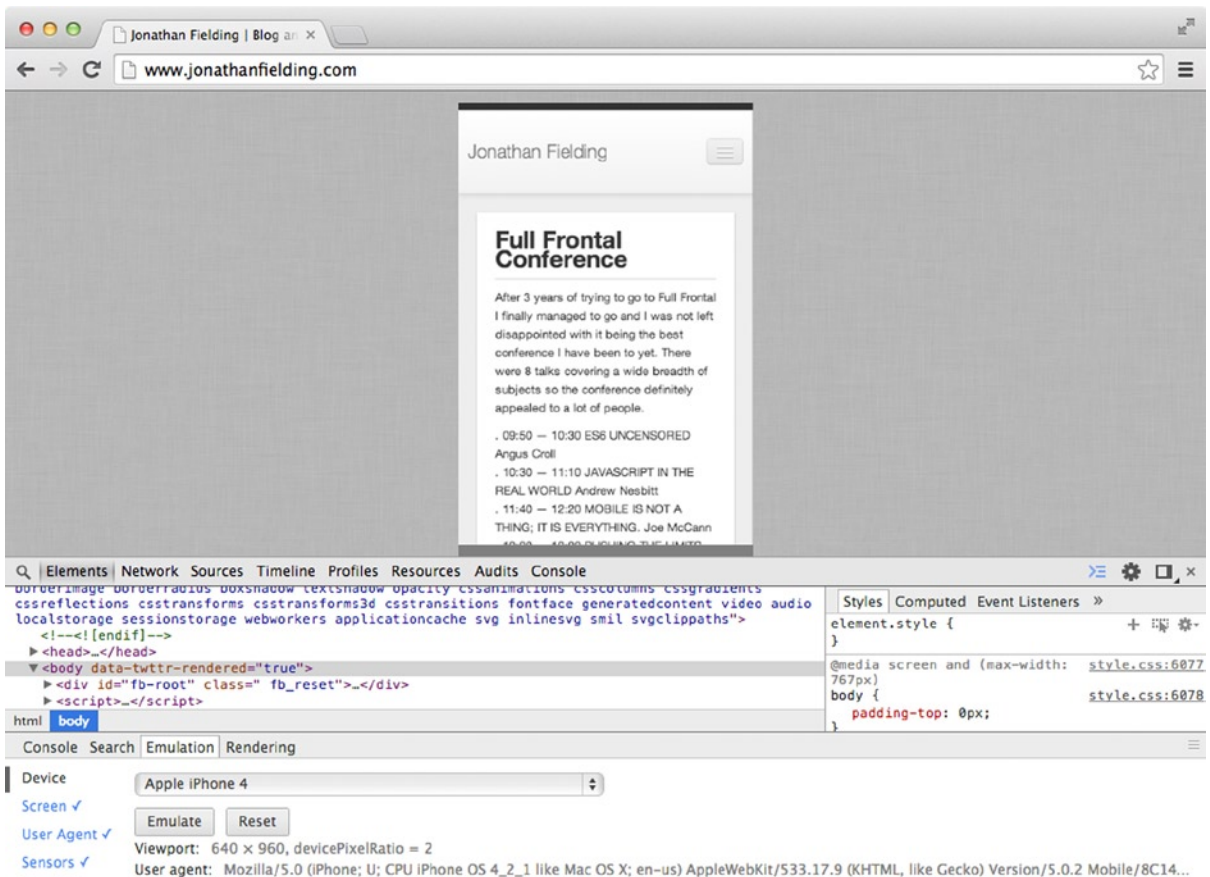 Jonathan Fielding | Blog an
www.jonathanfielding.com
Jonathan Fielding
Full Frontal
Conference
After 3 years of trying to go to Full Frontal
I finally managed to go and I was not left
disappointed with it being the best
conference I have been to yet. There
were 8 talks covering a wide breadth of
subjects so the conference definitely
appealed to a lot of people.
. 09:50 — 10:30 ES6 UNCENSORED
Angus Croll
. 10:30 — 11:10 JAVASCRIPT IN THE
REAL WORLD Andrew Nesbitt
. 11:40 — 12:20 MOBILE IS NOT A
THING; IT IS EVERYTHING. Joe McCann
Elements Network Sources Timeline Profiles Resources Audits Console
borderimage borderradius boxshadow textshadow opacity cssanimations csscolumns cssgradients
cssreflections csstransforms csstransforms3d csstransitions fontface generatedcontent video audio
localstorage sessionstorage webworkers applicationcache svg inlinesvg smil svgclippaths">
<!--<![endif]-->
<head>…</head>
<body data-twttr-rendered="true">
<div id="fb-root" class=" fb_reset">…</div>
<script>…</script>
html body
Styles Computed Event Listeners »
element.style {
}
@media screen and (max-width: style.css:6077
767px)
body { style.css:6078
padding-top: 0px;
}
Console Search Emulation Rendering
Device
Screen ✓
User Agent ✓
Sensors ✓
Apple iPhone 4
Emulate Reset
Viewport: 640 × 960, devicePixelRatio = 2
User agent: Mozilla/5.0 (iPhone; U; CPU iPhone OS 4_2_1 like Mac OS X; en-us) AppleWebKit/533.17.9 (KHTML, like Gecko) Version/5.0.2 Mobile/8C14...